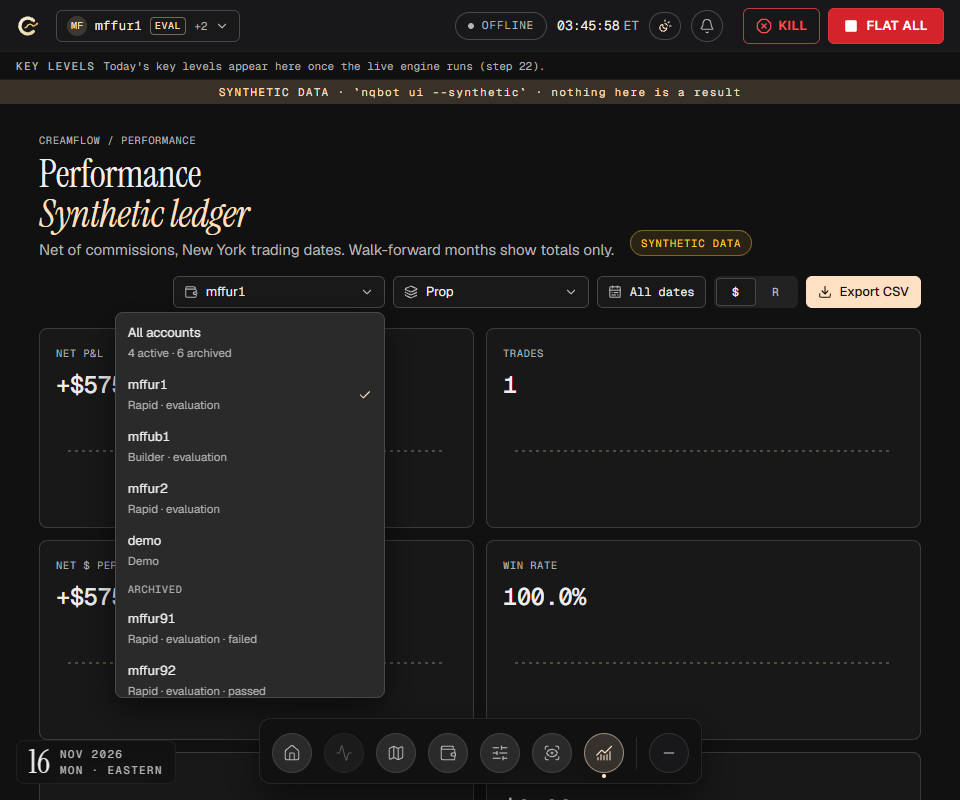 MF mffur1 EVAL +2
OFFLINE
03:45:58 ET
KILL
FLAT ALL
KEY LEVELS Today's key levels appear here once the live engine runs (step 22).
SYNTHETIC DATA · `nqbot ui --synthetic` · nothing here is a result
CREAMFLOW / PERFORMANCE
Performance
Synthetic ledger
Net of commissions, New York trading dates. Walk-forward months show totals only.
SYNTHETIC DATA
mffur1
Prop
All dates
$ R
Export CSV
All accounts
4 active · 6 archived
mffur1
Rapid · evaluation
mffub1
Builder · evaluation
mffur2
Rapid · evaluation
demo
Demo
ARCHIVED
mffur91
Rapid · evaluation · failed
mffur92
Rapid · evaluation · passed
NET P&L
TRADES
1
NET $
WIN RATE
100.0%
16 NOV 2026
MON · EASTERN